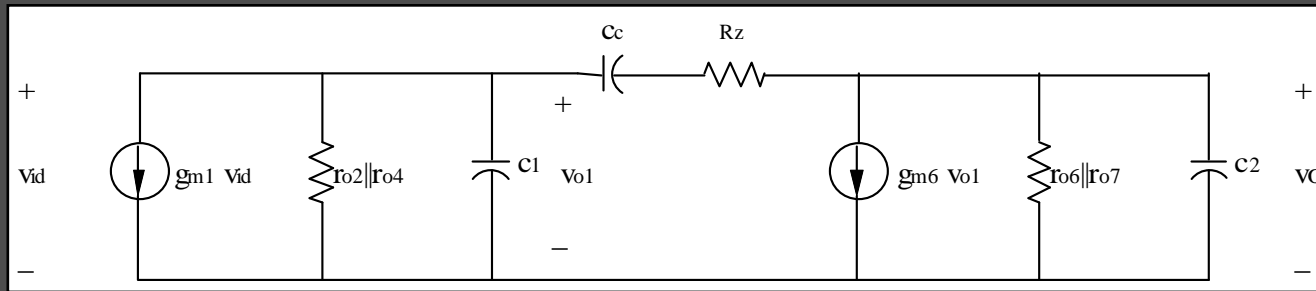 Cc
Rz
+
+
+
Vid
gm1 Vid
ro2||ro4
C1
Vo1
gm6 Vo1
ro6||ro7
C2
−
−
−